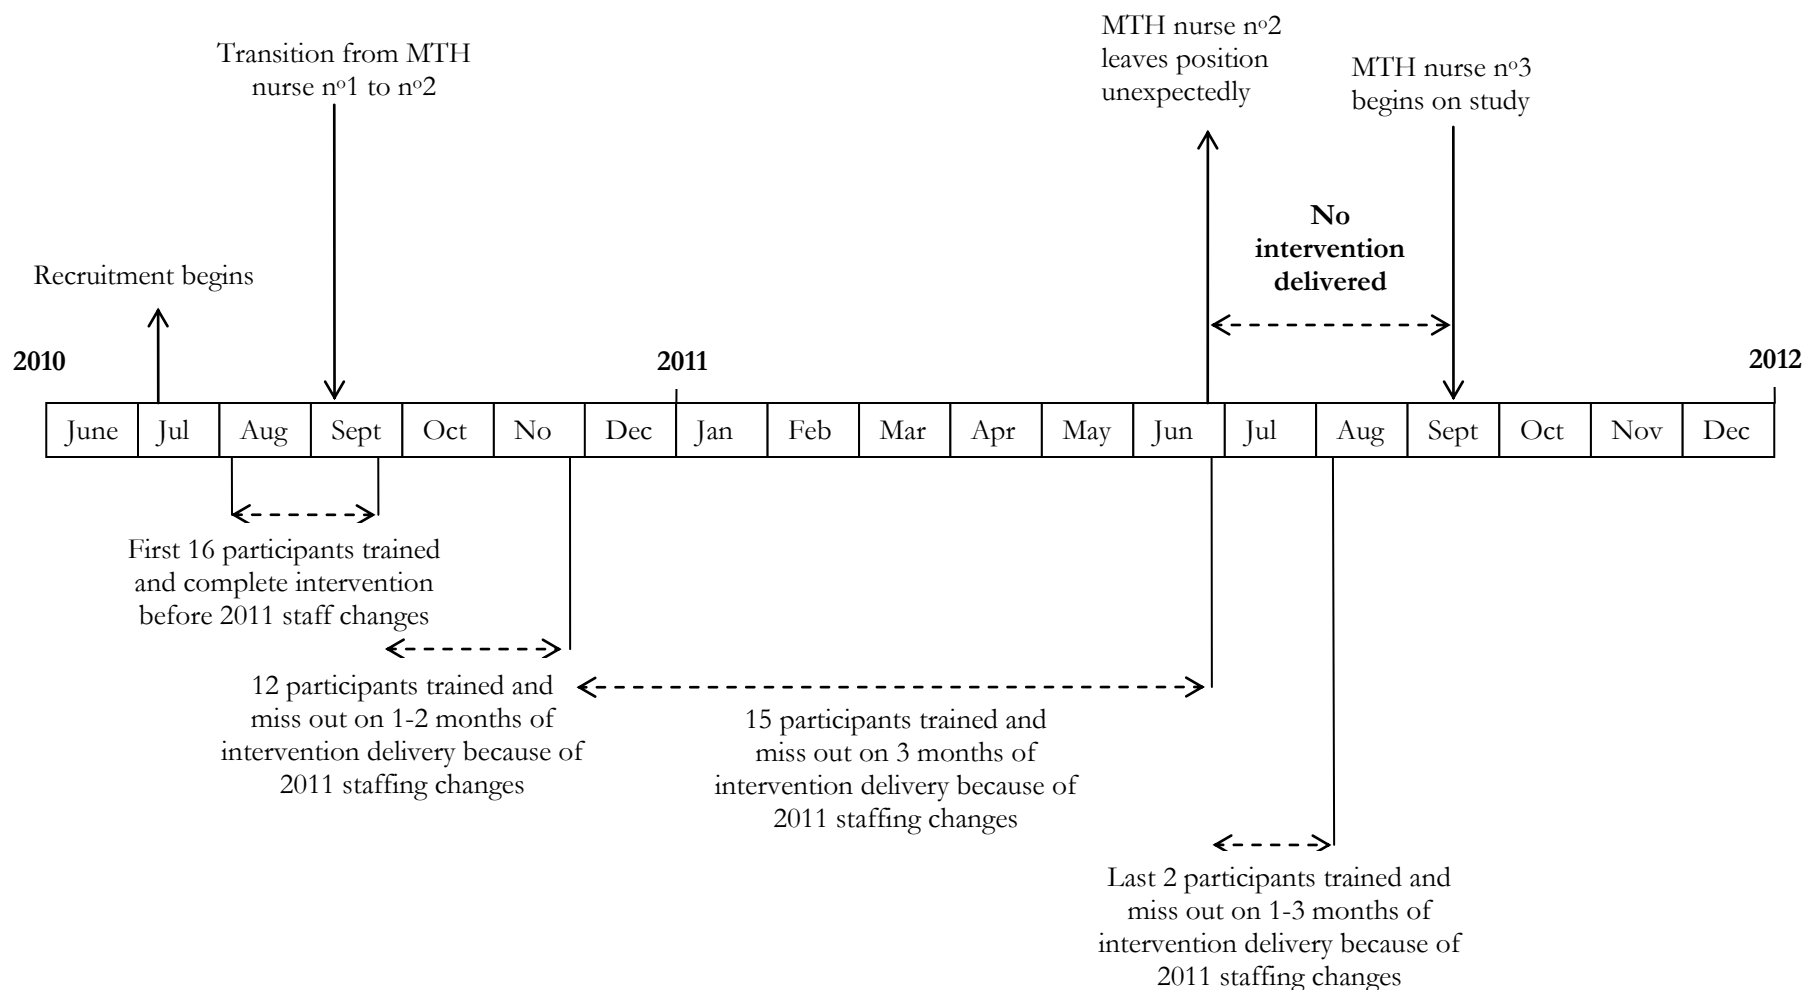 Transition from MTH
nurse nº1 to nº2
MTH nurse nº2
leaves position
unexpectedly
MTH nurse nº3
begins on study
No
intervention
delivered
Recruitment begins
2010
2011
2012
June Jul Aug Sept Oct No Dec Jan Feb Mar Apr May Jun Jul Aug Sept Oct Nov Dec
First 16 participants trained
and complete intervention
before 2011 staff changes
12 participants trained and
miss out on 1-2 months of
intervention delivery because of
2011 staffing changes
15 participants trained and
miss out on 3 months of
intervention delivery because of
2011 staffing changes
Last 2 participants trained and
miss out on 1-3 months of
intervention delivery because of
2011 staffing changes